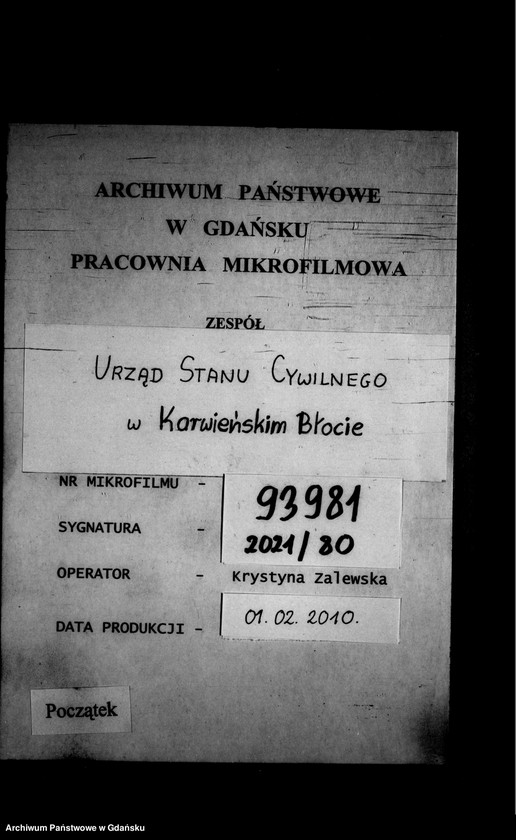 ARCHIWUM PAŃSTWOWE
W GDAŃSKU
PRACOWNIA MIKROFILMOWA
ZESPÓŁ
URZĄD STANU CYWILNEGO
w Karwieńskim Błocie
NR MIKROFILMU - 93981
SYGNATURA - 2021/80
OPERATOR - Krystyna Zalewska
DATA PRODUKCJI - 01.02.2010.
Początek
Archiwum Państwowe w Gdańsku